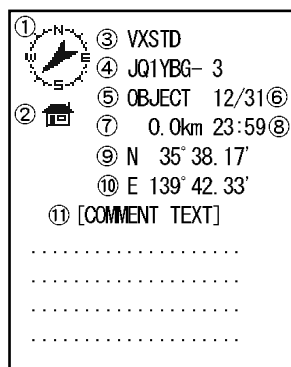 ① N ③ VXSTD
W E ④ JQ1YBG- 3
S ⑤ OBJECT 12/31⑥
② ⑦ 0.0km 23:59⑧
⑨ N 35°38.17'
⑩ E 139°42.33'
⑪ [COMMENT TEXT]
....................
....................
....................
....................